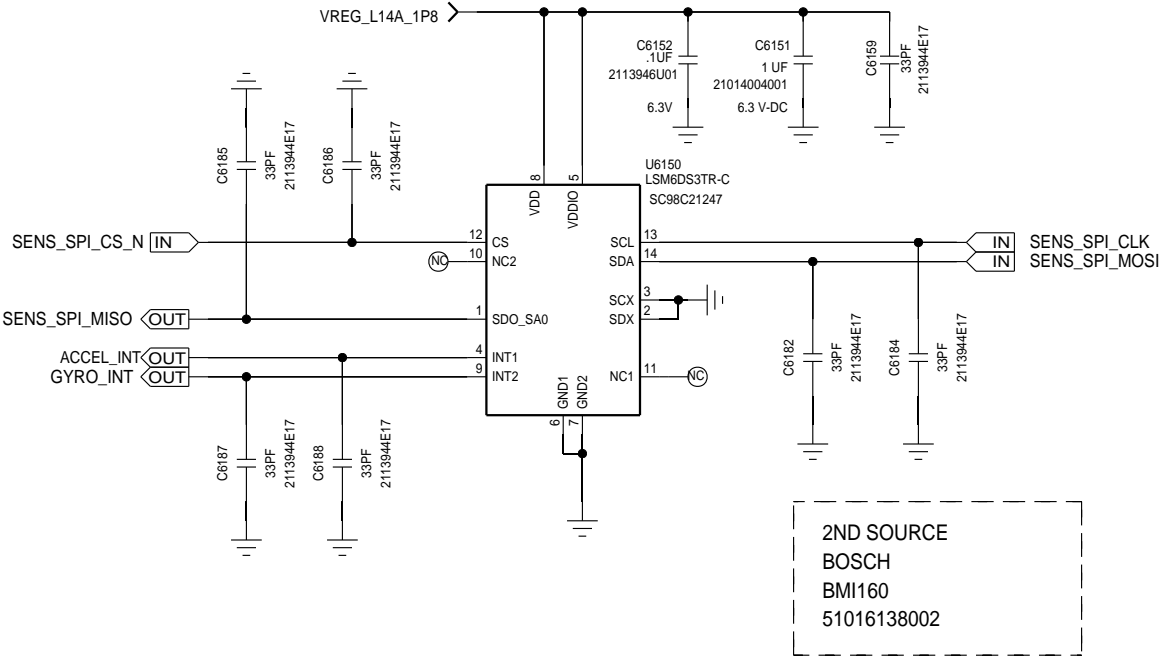 VREG_L14A_1P8
C6152
.1UF
2113946U01
6.3V
C6151
1 UF
21014004001
6.3 V-DC
C6159
33PF
2113944E17
C6185
33PF
2113944E17
C6186
33PF
2113944E17
U6150
LSM6DS3TR-C
SC98C21247
8
VDD
5
VDDIO
SENS_SPI_CS_N IN
12
CS
10
NC
NC2
SENS_SPI_MISO OUT
1
SDO_SA0
ACCEL_INT OUT
4
INT1
GYRO_INT OUT
9
INT2
SCL
13
IN SENS_SPI_CLK
SDA
14
IN SENS_SPI_MOSI
SCX
3
SDX
2
NC1
11
NC
GND1
6
GND2
7
C6182
33PF
2113944E17
C6184
33PF
2113944E17
C6187
33PF
2113944E17
C6188
33PF
2113944E17
2ND SOURCE
BOSCH
BMI160
51016138002